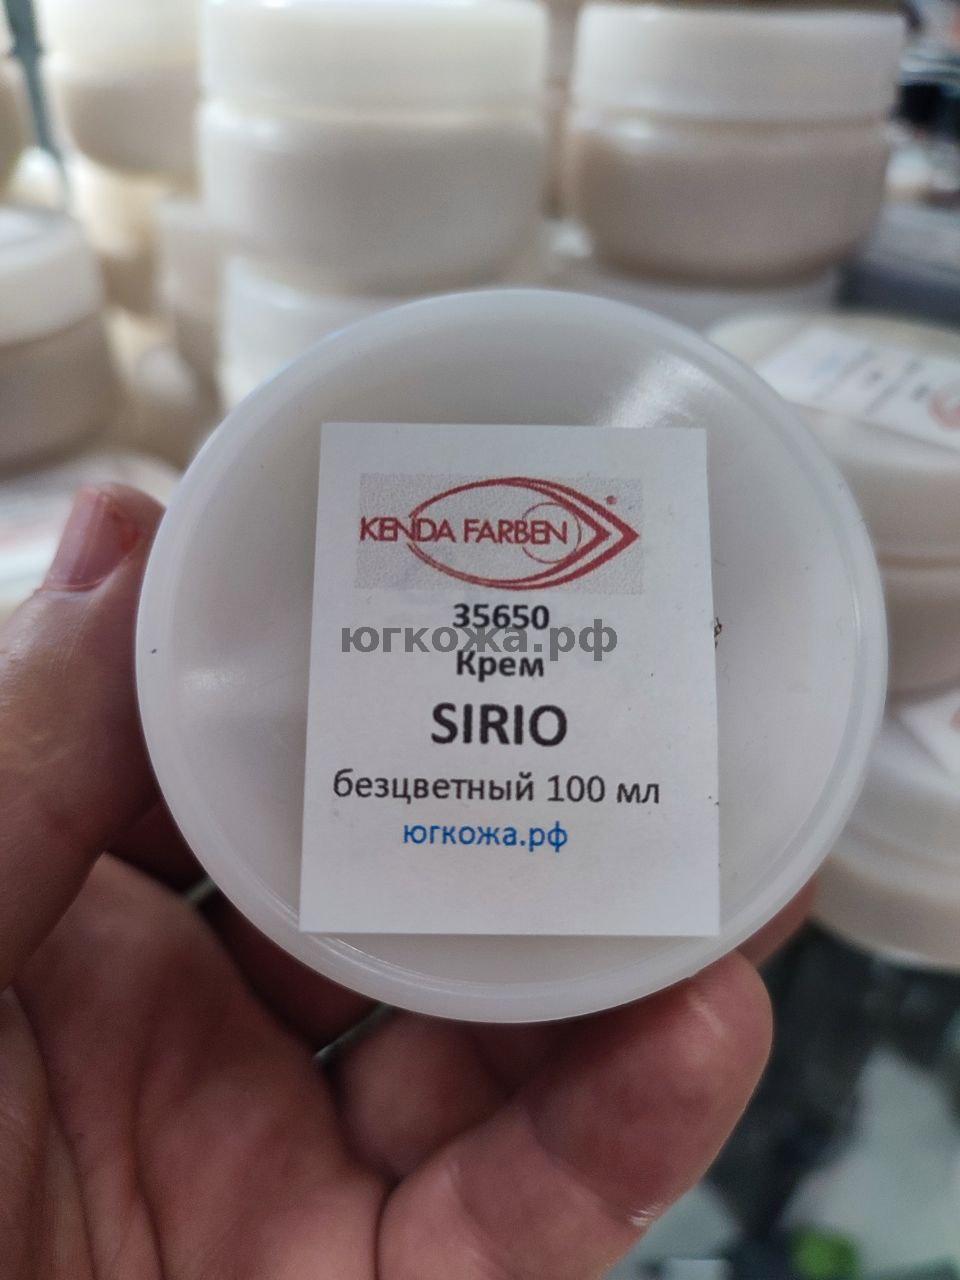 KENDA FARBEN®
35650
югкожа.рф
Крем
SIRIO
безцветный 100 мл
югкожа.рф